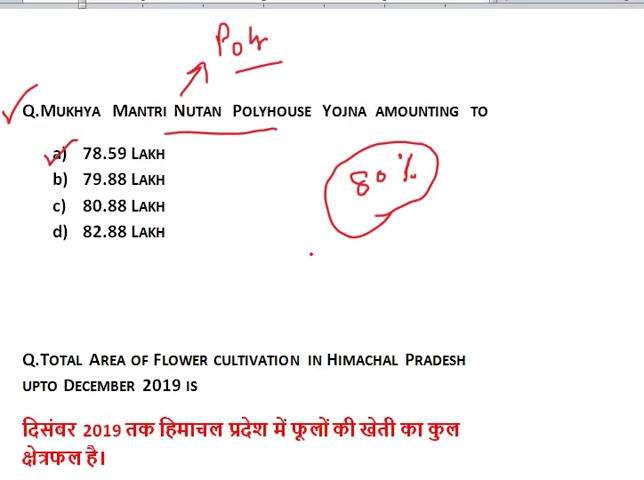 Poly
Q.MUKHYA MANTRI NUTAN POLYHOUSE YOJNA AMOUNTING TO
a) 78.59 LAKH
b) 79.88 LAKH
80%
c) 80.88 LAKH
d) 82.88 LAKH
Q.TOTAL AREA OF FLOWER CULTIVATION IN HIMACHAL PRADESH
UPTO DECEMBER 2019 IS
दिसंबर 2019 तक हिमाचल प्रदेश में फूलों की खेती का कुल
क्षेत्रफल है।